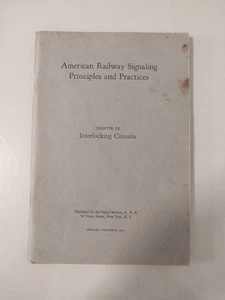 American Railway Signaling
Principles and Practices
CHAPTER XX
Interlocking Circuits
Published by the Signal Section, A. A. R.
30 Vesey Street, New York, N. Y.